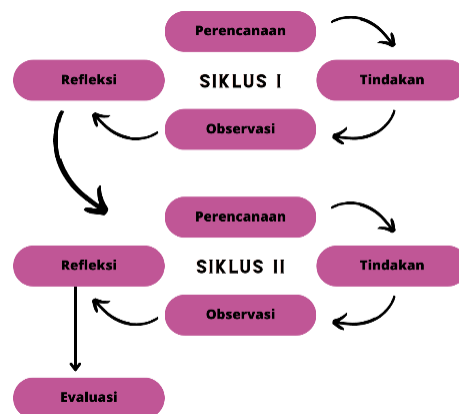 Perencanaan
Refleksi
SIKLUS I
Tindakan
Observasi
Perencanaan
Refleksi
SIKLUS II
Tindakan
Observasi
Evaluasi